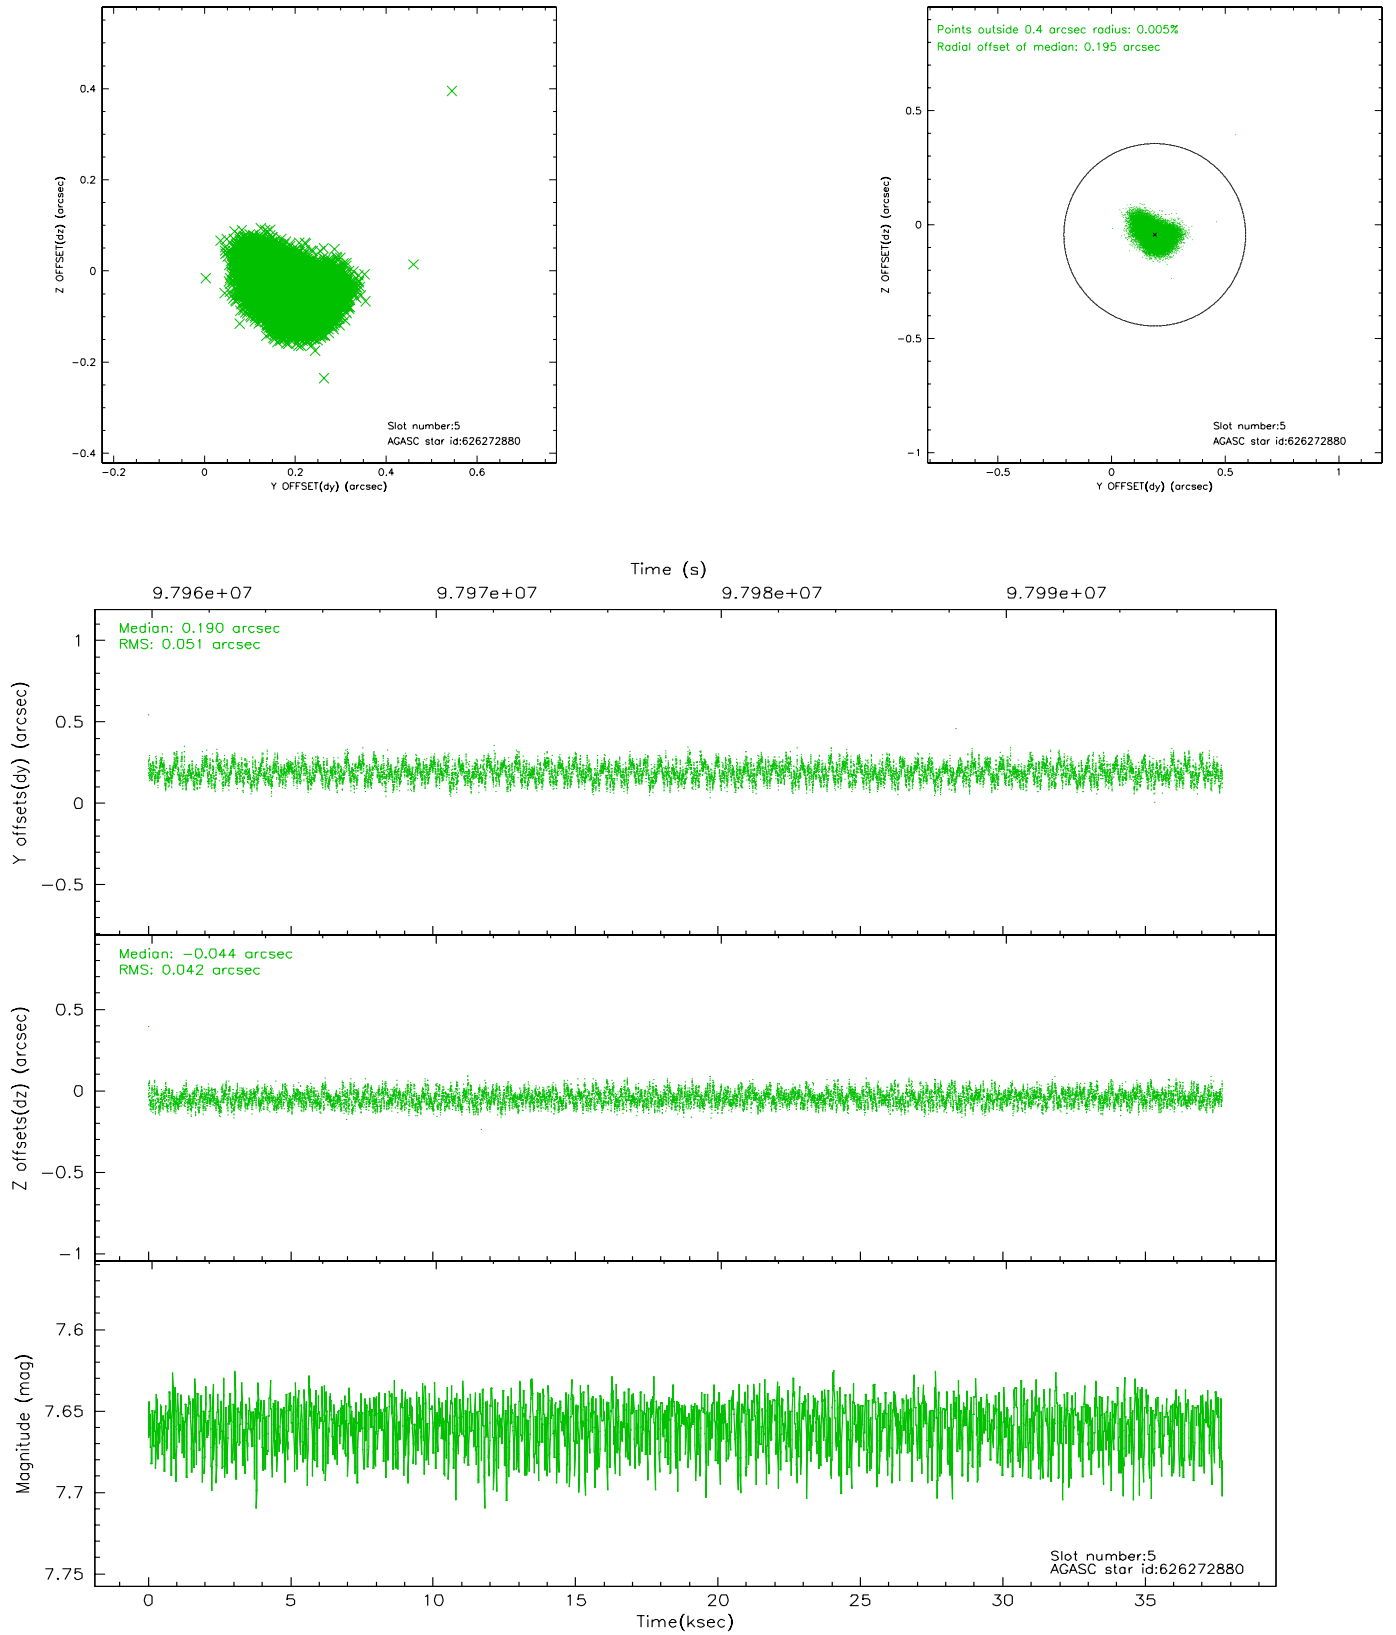 0.4
0.2
0
−0.2
−0.4
Z OFFSET(dz) (arcsec)
Slot number:5
AGASC star id:626272880
−0.2 0 0.2 0.4 0.6
Y OFFSET(dy) (arcsec)
Points outside 0.4 arcsec radius: 0.005%
Radial offset of median: 0.195 arcsec
0.5
0
−0.5
−1
Z OFFSET(dz) (arcsec)
Slot number:5
AGASC star id:626272880
−0.5 0 0.5 1
Y OFFSET(dy) (arcsec)
Time (s)
9.796e+07 9.797e+07 9.798e+07 9.799e+07
Median: 0.190 arcsec
RMS: 0.051 arcsec
1
0.5
0
−0.5
Y offsets(dy) (arcsec)
Median: −0.044 arcsec
RMS: 0.042 arcsec
0.5
0
−0.5
−1
Z offsets(dz) (arcsec)
7.6
7.65
7.7
7.75
Magnitude (mag)
Slot number:5
AGASC star id:626272880
0 5 10 15 20 25 30 35
Time(ksec)